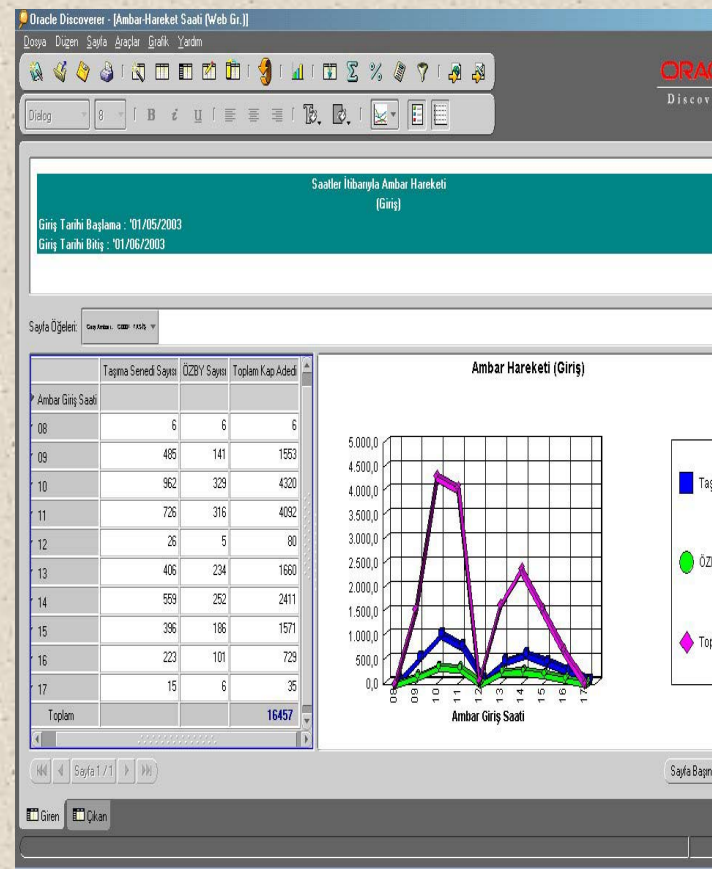 Oracle Discoverer - [Ambar-Hareket Saati (Web Gr.)]
Dosya Düzen Sayfa Araçlar Grafik Yardım
ORAC
Discov
Dialog 8 B i U
Saatler İtibarıyla Ambar Hareketi
(Giriş)
Giriş Tarihi Başlama : '01/05/2003
Giriş Tarihi Bitiş : '01/06/2003
Sayfa Öğeleri:
Taşıma Senedi Sayısı ÖZBY Sayısı Toplam Kap Adedi
Ambar Giriş Saati
08 6 6 6
09 485 141 1553
10 962 329 4320
11 726 316 4092
12 26 5 80
13 406 234 1660
14 559 252 2411
15 396 186 1571
16 223 101 729
17 15 6 35
Toplam 16457
Ambar Hareketi (Giriş)
5.000,0
4.500,0
4.000,0
3.500,0
3.000,0
2.500,0
2.000,0
1.500,0
1.000,0
500,0
0,0
08 09 10 11 12 13 14 15 16 17
Ambar Giriş Saati
Taş
ÖZI
Top
Sayfa 1 / 1
Sayfa Başın
Giren Çıkan